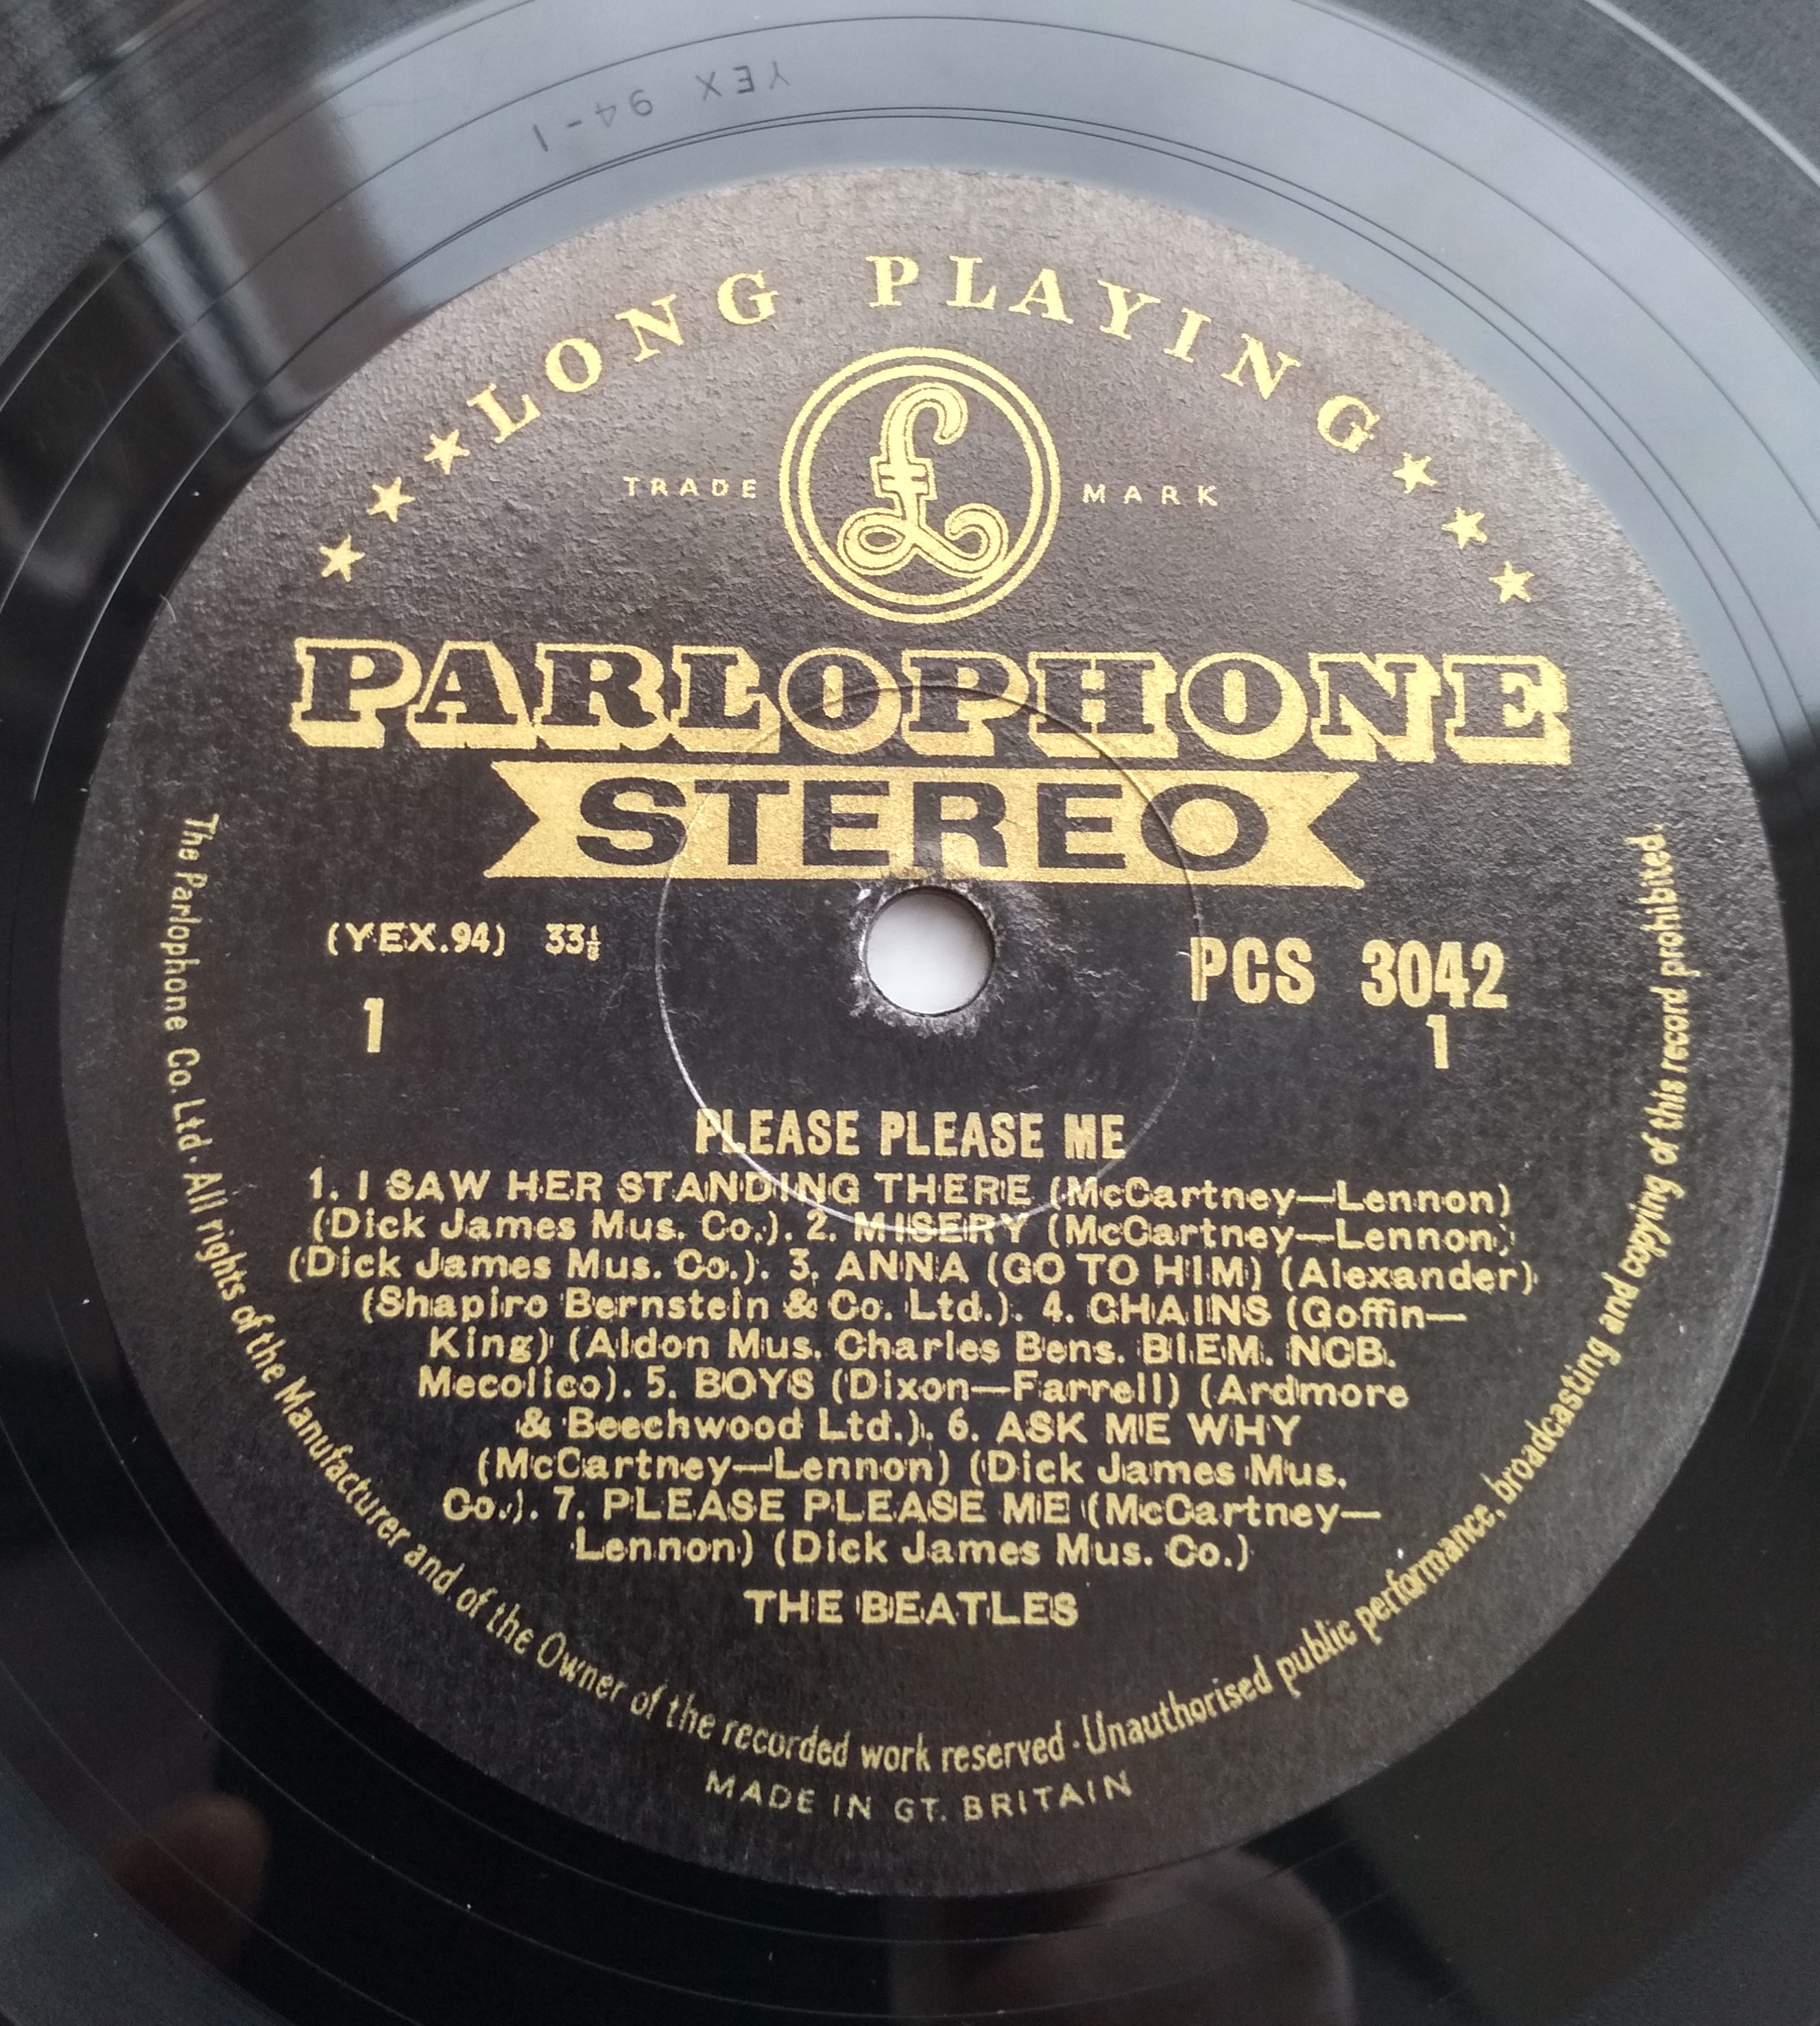 YEX 94-1
LONG PLAYING
TRADE £ MARK
PARLOPHONE
STEREO
(YEX.94) 33⅓
PCS 3042
1
1
PLEASE PLEASE ME
1. I SAW HER STANDING THERE (McCartney—Lennon)
(Dick James Mus. Co.). 2. MISERY (McCartney—Lennon)
(Dick James Mus. Co.). 3. ANNA (GO TO HIM) (Alexander)
(Shapiro Bernstein & Co. Ltd.). 4. CHAINS (Goffin—
King) (Aldon Mus. Charles Bens. BIEM. NCB.
Mecolico). 5. BOYS (Dixon—Farrell) (Ardmore
& Beechwood Ltd.). 6. ASK ME WHY
(McCartney—Lennon) (Dick James Mus.
Co.). 7. PLEASE PLEASE ME (McCartney—
Lennon) (Dick James Mus. Co.)
THE BEATLES
The Parlophone Co. Ltd · All rights of the Manufacturer and of the Owner of the recorded work reserved · Unauthorised public performance, broadcasting and copying of this record prohibited.
MADE IN GT. BRITAIN